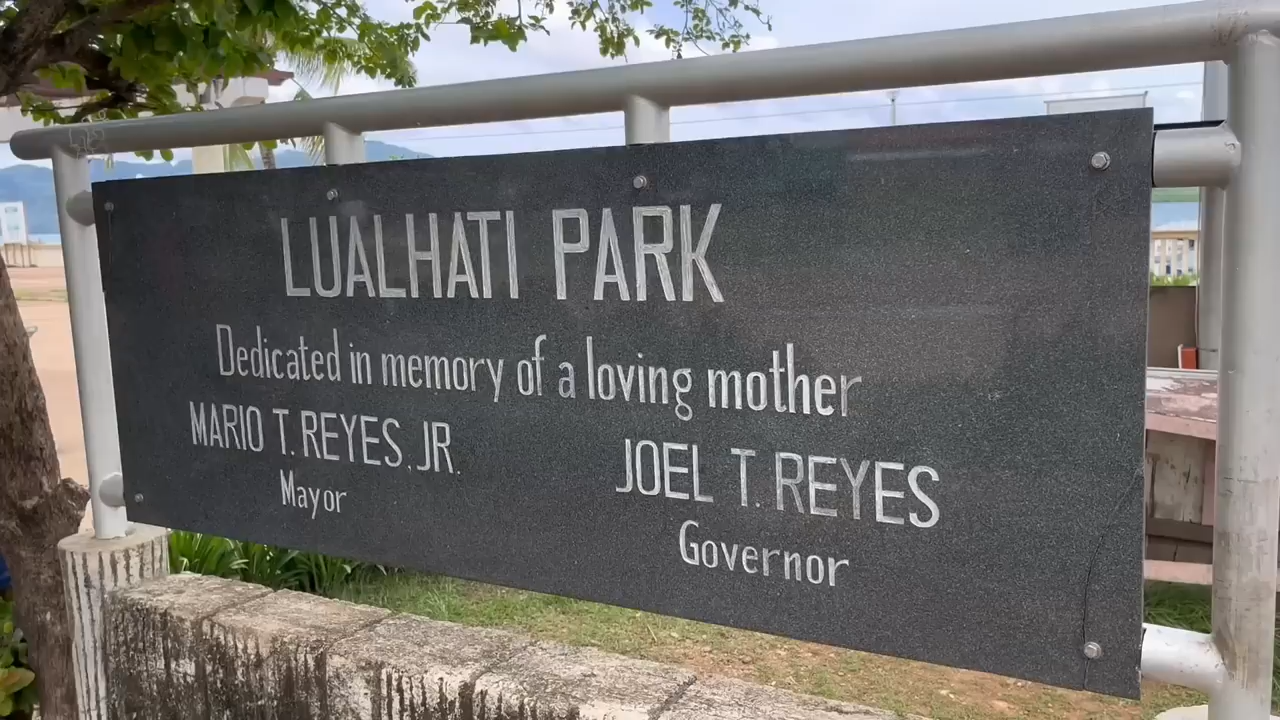 LUALHATI PARK
Dedicated in memory of a loving mother
MARIO T. REYES, JR.
Mayor
JOEL T. REYES
Governor